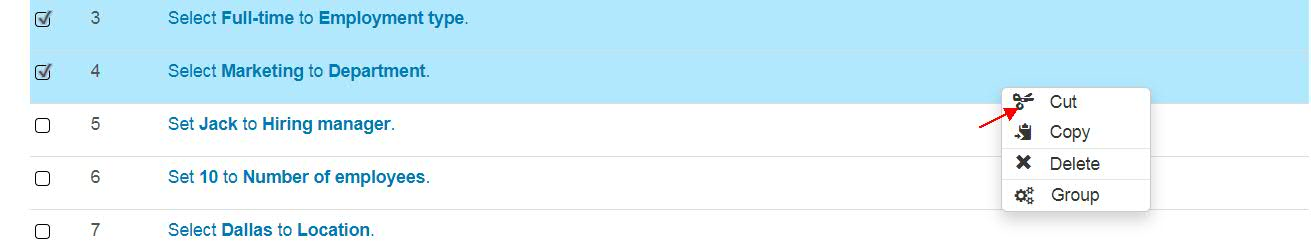 3 Select Full-time to Employment type.
4 Select Marketing to Department.
Cut
5 Set Jack to Hiring manager.
Copy
Delete
6 Set 10 to Number of employees.
Group
7 Select Dallas to Location.